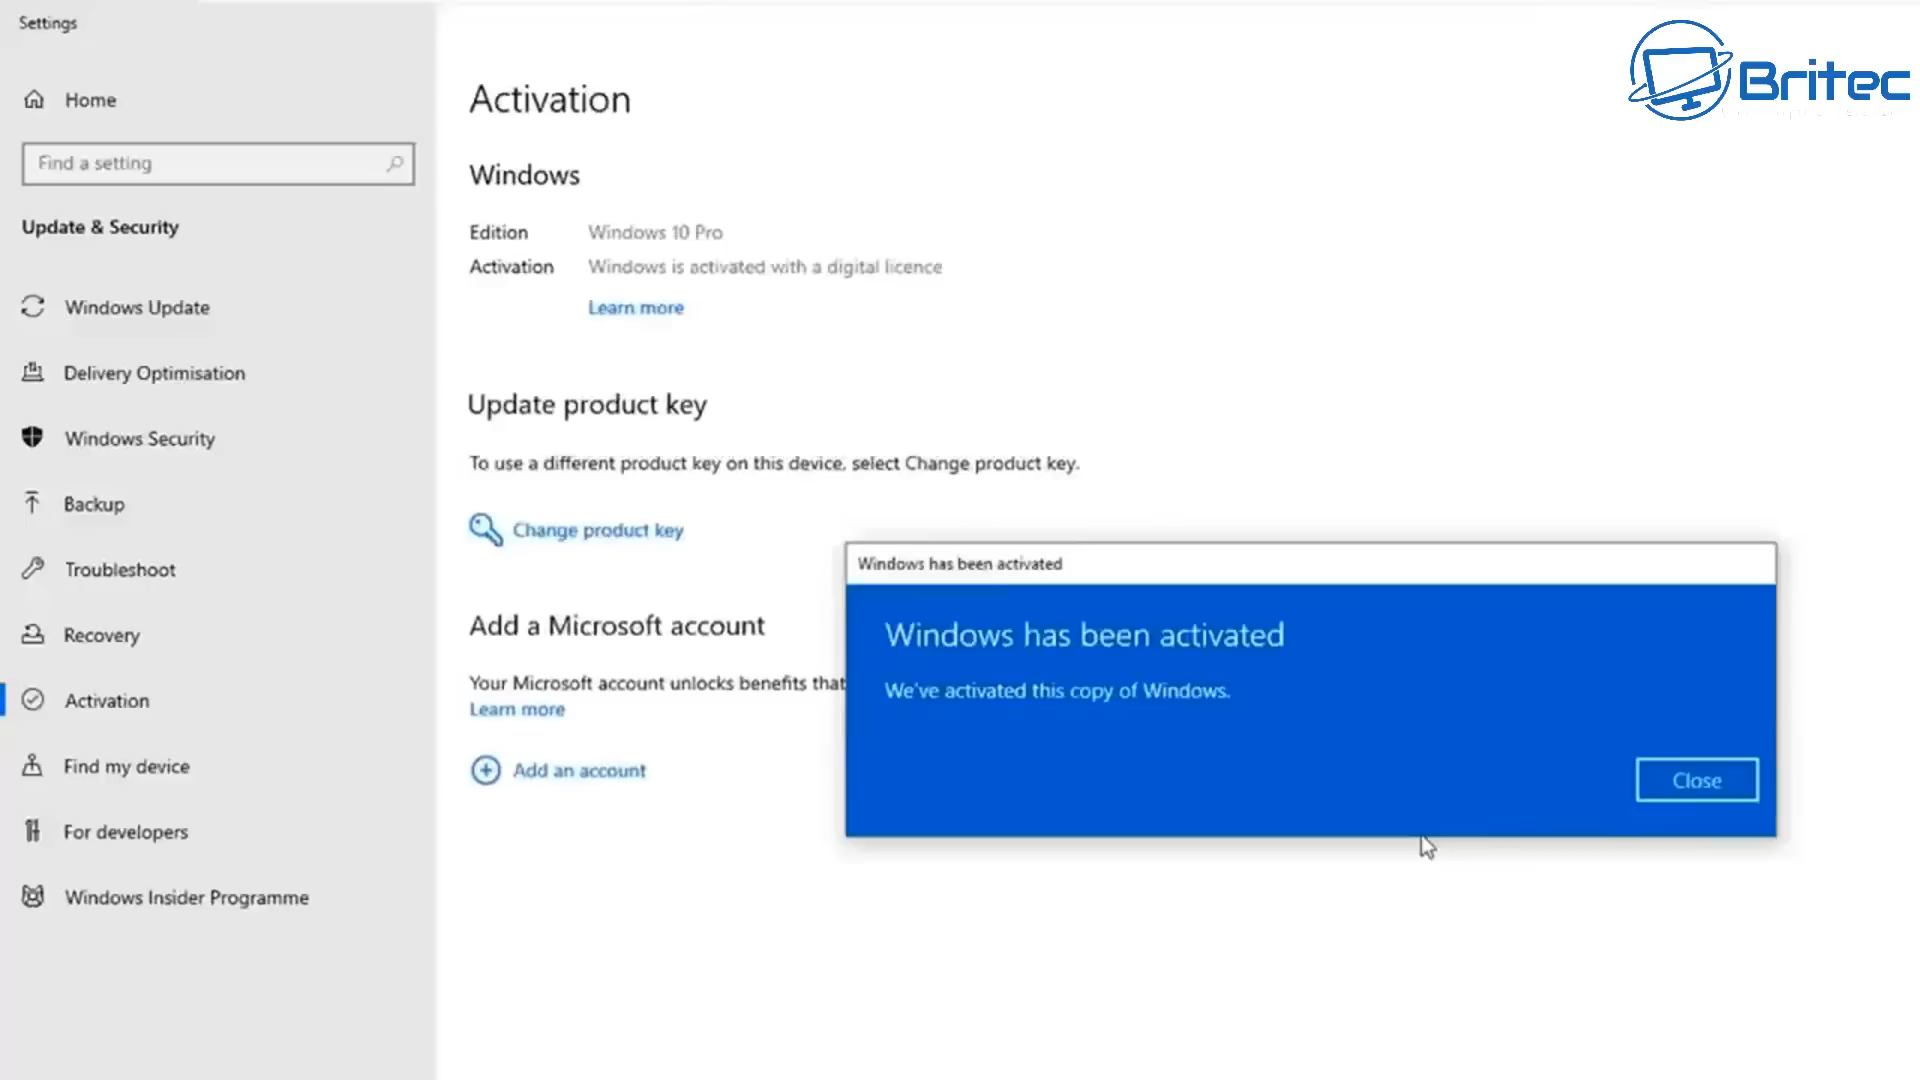 Settings
Britec
Home
Find a setting
Update & Security
Windows Update
Delivery Optimisation
Windows Security
Backup
Troubleshoot
Recovery
Activation
Find my device
For developers
Windows Insider Programme
Activation
Windows
Edition Windows 10 Pro
Activation Windows is activated with a digital licence
Learn more
Update product key
To use a different product key on this device, select Change product key.
Change product key
Add a Microsoft account
Your Microsoft account unlocks benefits that
Learn more
Add an account
Windows has been activated
Windows has been activated
We've activated this copy of Windows.
Close